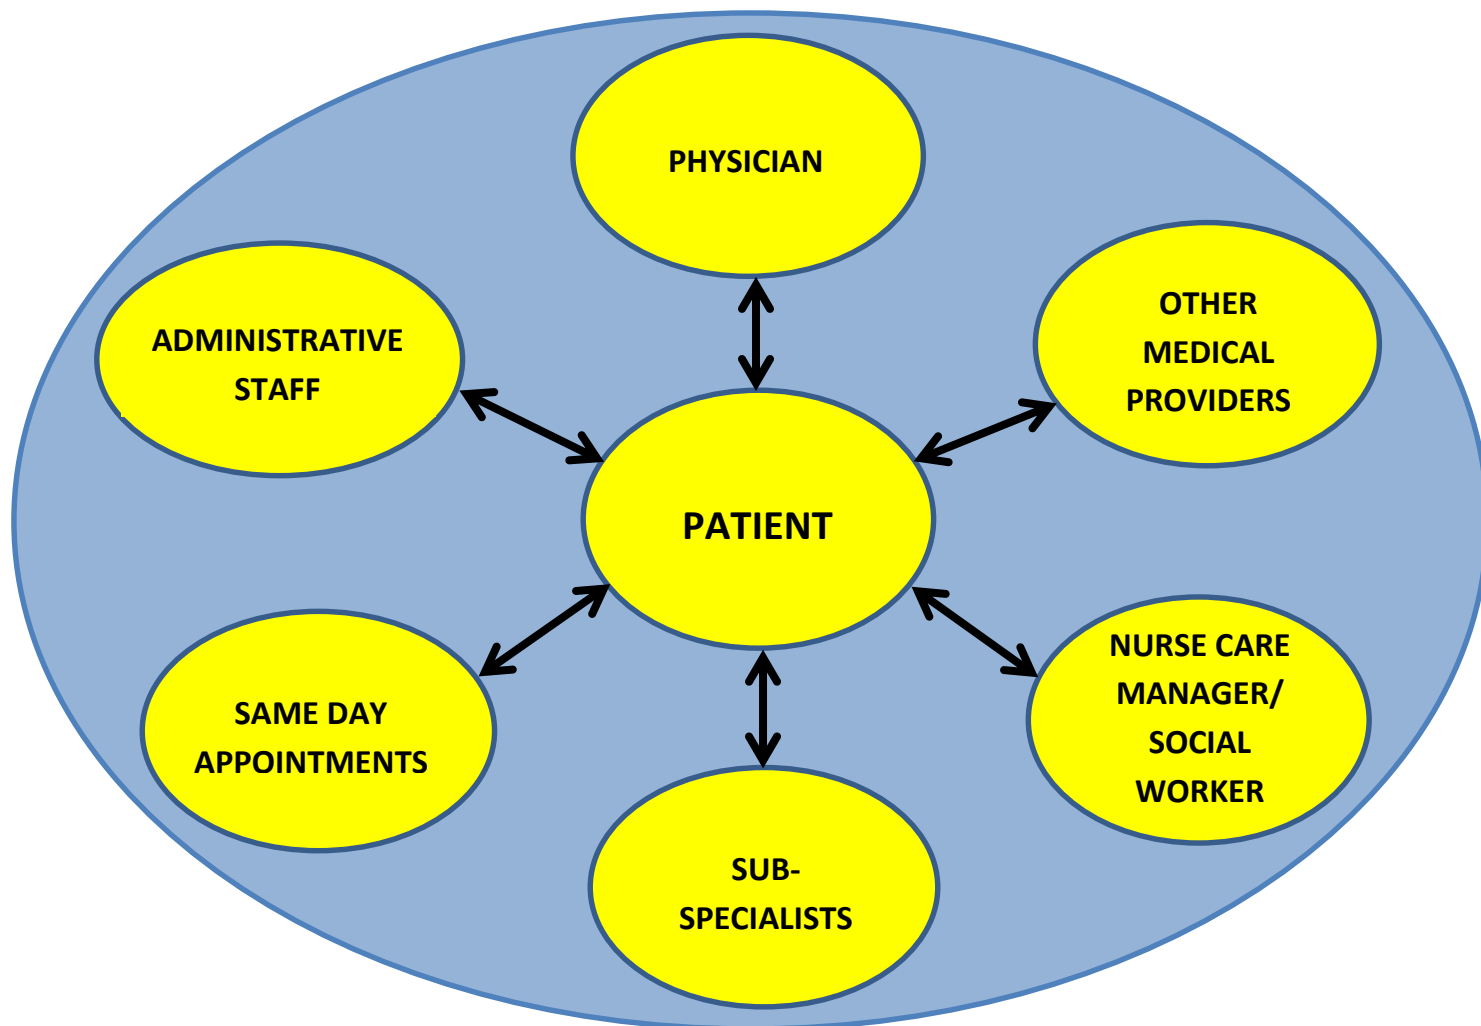 PHYSICIAN
OTHER
MEDICAL
PROVIDERS
ADMINISTRATIVE
STAFF
PATIENT
NURSE CARE
MANAGER/
SOCIAL
WORKER
SAME DAY
APPOINTMENTS
SUB-
SPECIALISTS